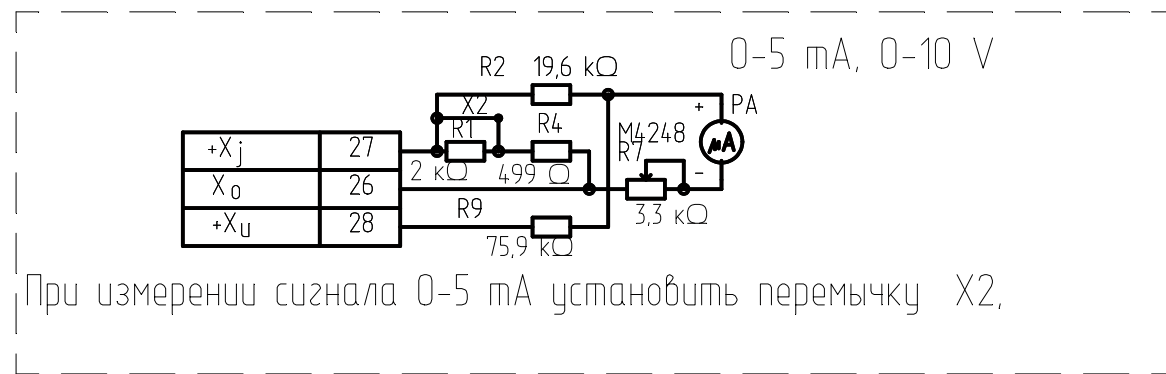 0-5 mA, 0-10 V
R2 19,6 kΩ
X2
+ PA
R1 R4 M4248
μA
+Xj 27 R7
2 kΩ 499 Ω -
Xo 26
R9 3,3 kΩ
+Xu 28
75,9 kΩ
При измерении сигнала 0-5 mA установить перемычку X2,